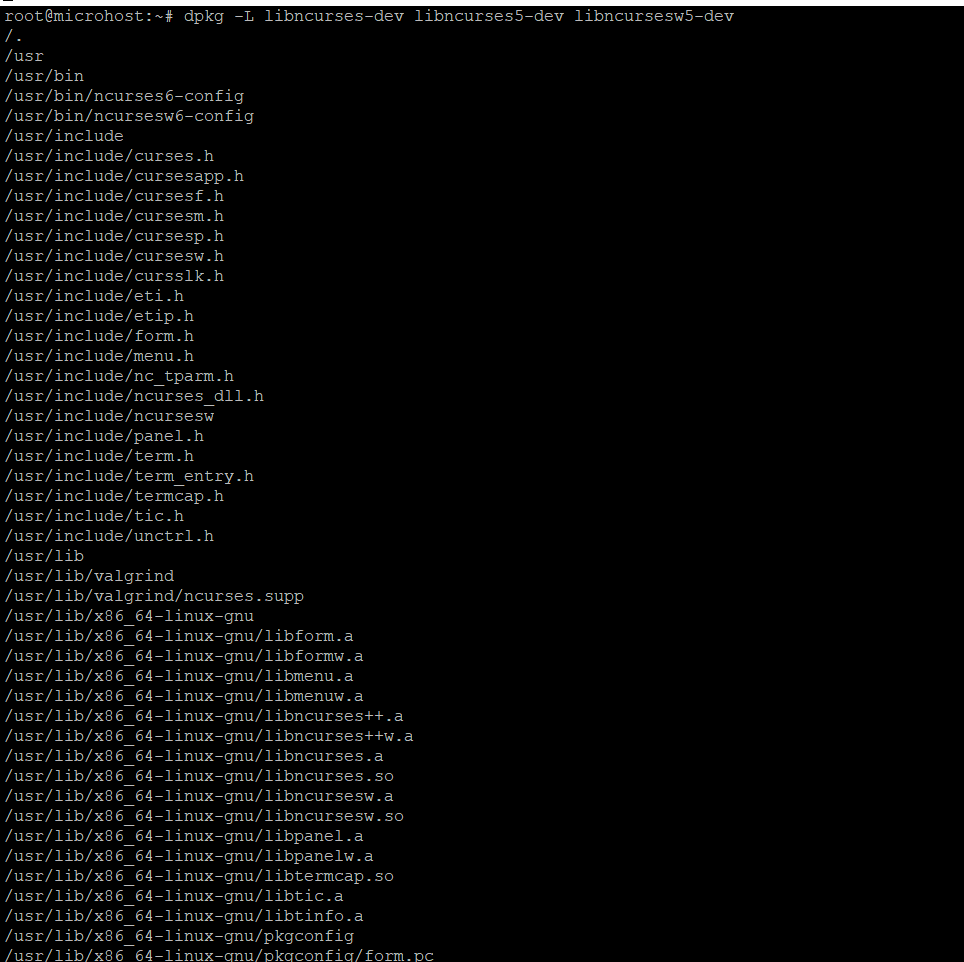 root@microhost:~# dpkg -L libncurses-dev libncurses5-dev libncursesw5-dev
/.
/usr
/usr/bin
/usr/bin/ncurses6-config
/usr/bin/ncursesw6-config
/usr/include
/usr/include/curses.h
/usr/include/cursesapp.h
/usr/include/cursesf.h
/usr/include/cursesm.h
/usr/include/cursesp.h
/usr/include/cursesw.h
/usr/include/cursslk.h
/usr/include/eti.h
/usr/include/etip.h
/usr/include/form.h
/usr/include/menu.h
/usr/include/nc_tparm.h
/usr/include/ncurses_dll.h
/usr/include/ncursesw
/usr/include/panel.h
/usr/include/term.h
/usr/include/term_entry.h
/usr/include/termcap.h
/usr/include/tic.h
/usr/include/unctrl.h
/usr/lib
/usr/lib/valgrind
/usr/lib/valgrind/ncurses.supp
/usr/lib/x86_64-linux-gnu
/usr/lib/x86_64-linux-gnu/libform.a
/usr/lib/x86_64-linux-gnu/libformw.a
/usr/lib/x86_64-linux-gnu/libmenu.a
/usr/lib/x86_64-linux-gnu/libmenuw.a
/usr/lib/x86_64-linux-gnu/libncurses++.a
/usr/lib/x86_64-linux-gnu/libncurses++w.a
/usr/lib/x86_64-linux-gnu/libncurses.a
/usr/lib/x86_64-linux-gnu/libncurses.so
/usr/lib/x86_64-linux-gnu/libncursesw.a
/usr/lib/x86_64-linux-gnu/libncursesw.so
/usr/lib/x86_64-linux-gnu/libpanel.a
/usr/lib/x86_64-linux-gnu/libpanelw.a
/usr/lib/x86_64-linux-gnu/libtermcap.so
/usr/lib/x86_64-linux-gnu/libtic.a
/usr/lib/x86_64-linux-gnu/libtinfo.a
/usr/lib/x86_64-linux-gnu/pkgconfig
/usr/lib/x86_64-linux-gnu/pkgconfig/form.pc